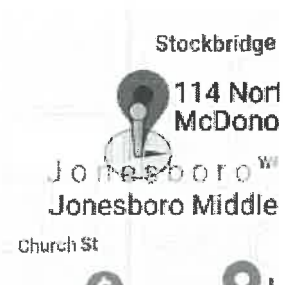 Stockbridge
114 Nort
McDono
Jonesboro
Jonesboro Middle
Church St